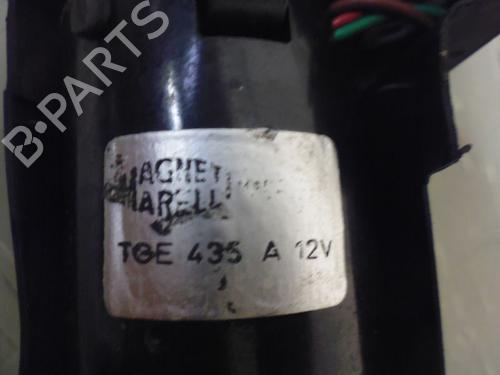 B-PARTS
MAGNETI
MARELLI
TGE 435 A 12V